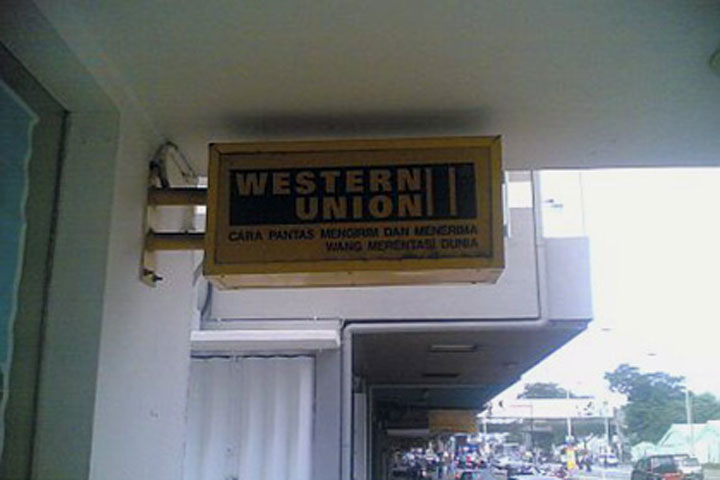 WESTERN
UNION
CARA PANTAS MENGIRIM DAN MENERIMA
WANG MERENTASI DUNIA